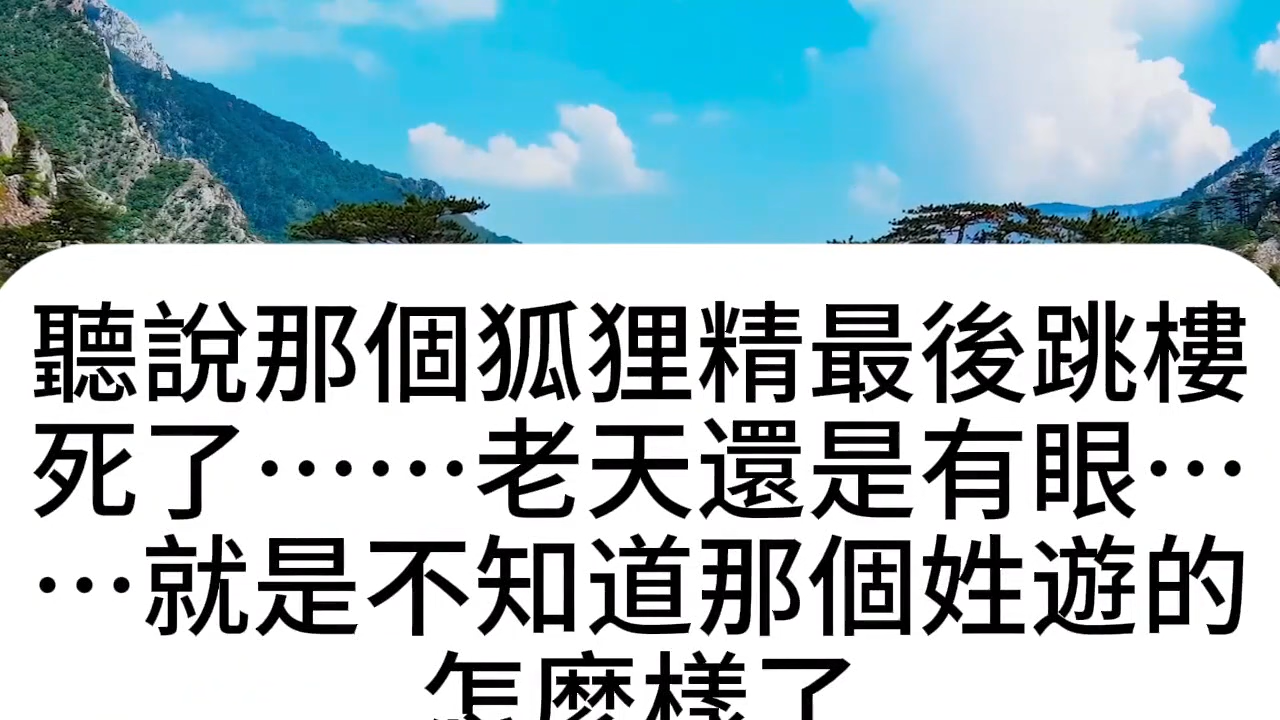 聽說那個狐狸精最後跳樓
死了……老天還是有眼…
…就是不知道那個姓遊的
怎麼樣了